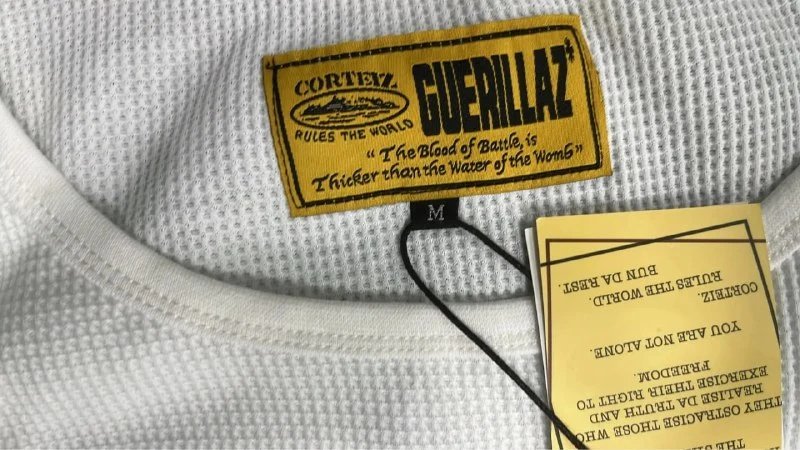 CORTEIZ
RULES THE WORLD
GUERILLAZ*
"The Blood of Battle, is
Thicker than the Water of the Womb"
M
THE
THEY OSTRACISE THOSE WHO
REALISE DA TRUTH AND
EXERCISE THEIR RIGHT TO
FREEDOM.
YOU ARE NOT ALONE.
CORTEIZ.
RULES THE WORLD.
BUN DA REST.